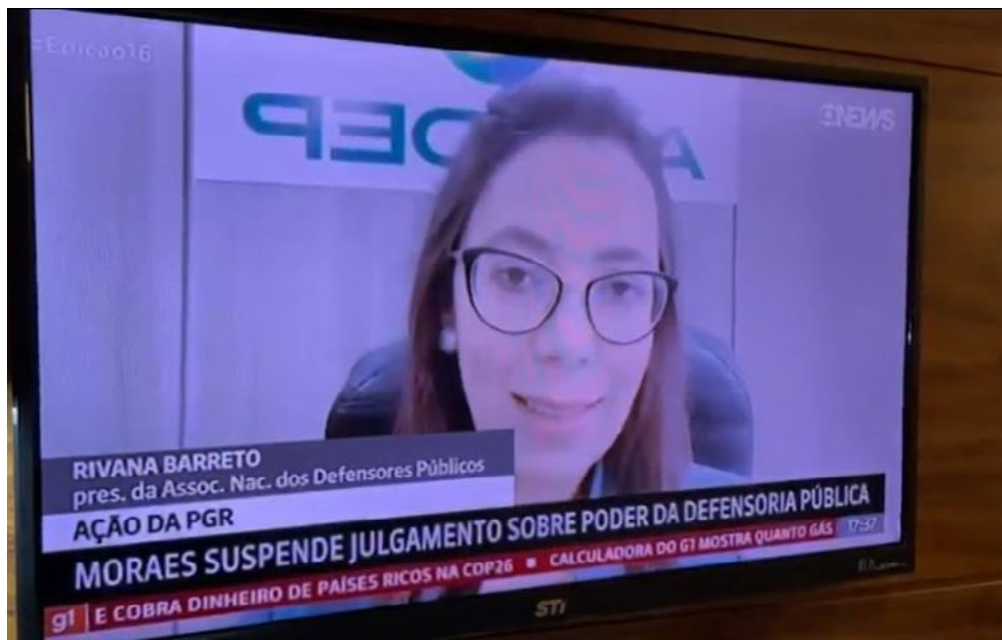 #Edicao16
ANADEP
GNEWS
RIVANA BARRETO
pres. da Assoc. Nac. dos Defensores Públicos
AÇÃO DA PGR
MORAES SUSPENDE JULGAMENTO SOBRE PODER DA DEFENSORIA PÚBLICA
17:37
g1 E COBRA DINHEIRO DE PAÍSES RICOS NA COP26 ■ CALCULADORA DO G1 MOSTRA QUANTO GÁS
STi